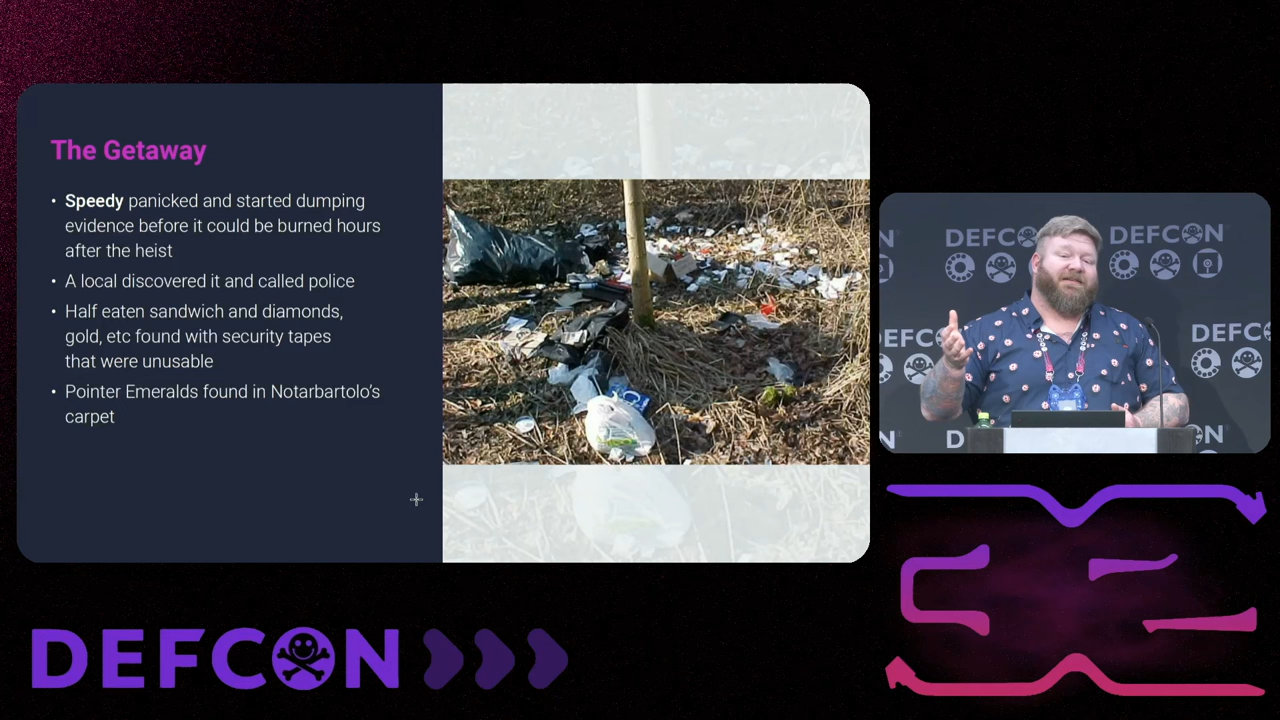 The Getaway
• Speedy panicked and started dumping
evidence before it could be burned hours
after the heist
• A local discovered it and called police
• Half eaten sandwich and diamonds,
gold, etc found with security tapes
that were unusable
• Pointer Emeralds found in Notarbartolo's
carpet
DEFCON
DEFCON
DEFCON
DEFCON